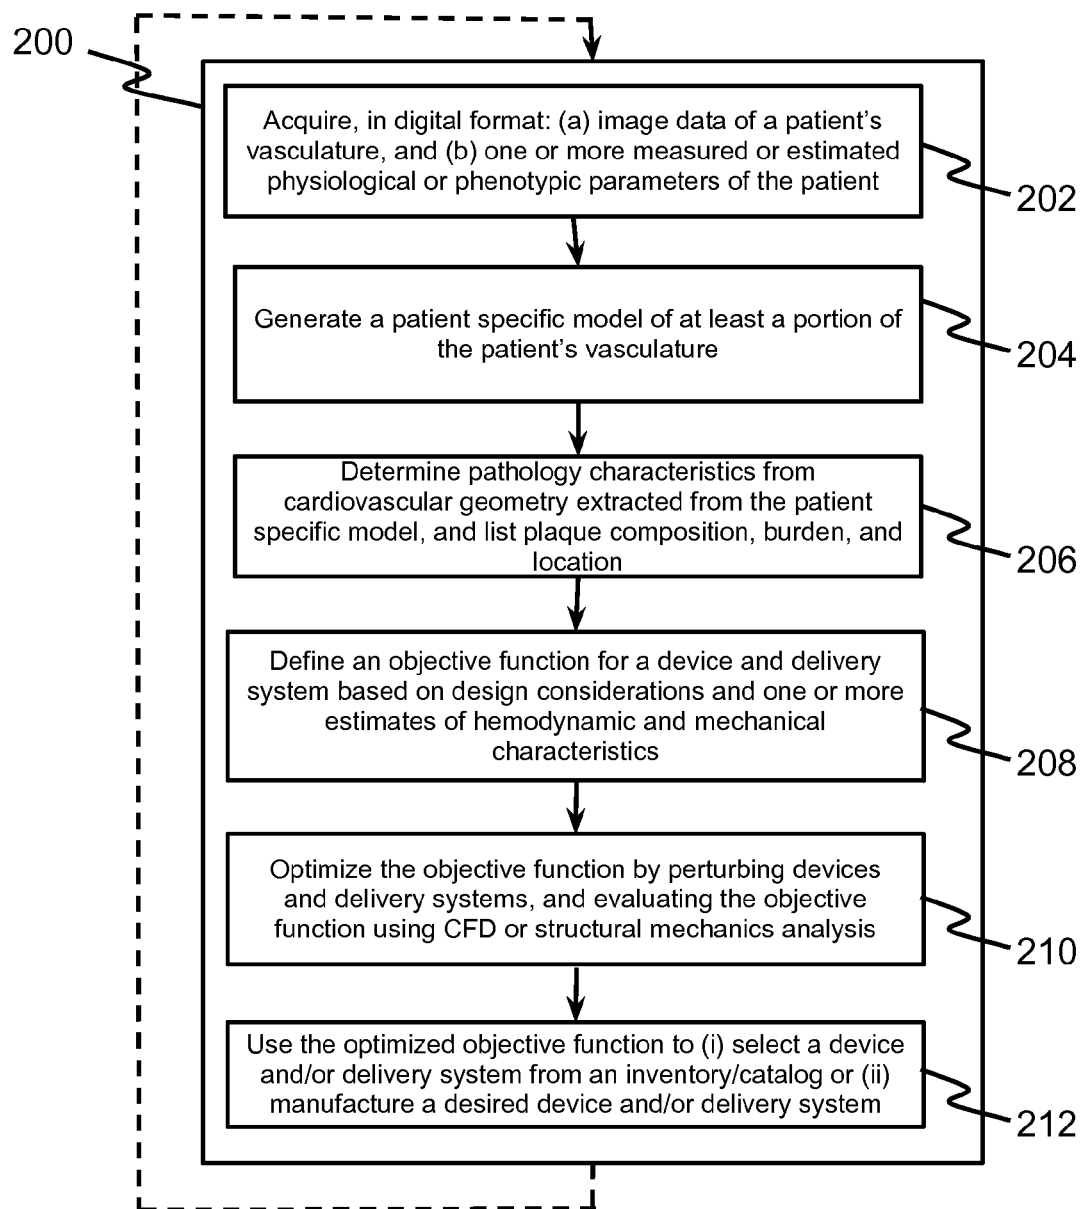 200
Acquire, in digital format: (a) image data of a patient's
vasculature, and (b) one or more measured or estimated
physiological or phenotypic parameters of the patient
202
Generate a patient specific model of at least a portion of
the patient's vasculature
204
Determine pathology characteristics from
cardiovascular geometry extracted from the patient
specific model, and list plaque composition, burden, and
location
206
Define an objective function for a device and delivery
system based on design considerations and one or more
estimates of hemodynamic and mechanical
characteristics
208
Optimize the objective function by perturbing devices
and delivery systems, and evaluating the objective
function using CFD or structural mechanics analysis
210
Use the optimized objective function to (i) select a device
and/or delivery system from an inventory/catalog or (ii)
manufacture a desired device and/or delivery system
212